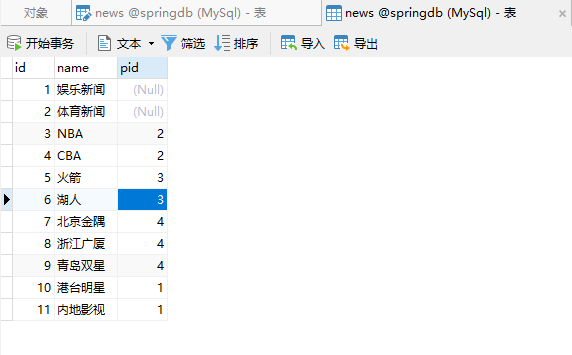 对象 news @springdb (MySql) - 表 news @springdb (MySql) - 表
开始事务 文本 筛选 排序 导入 导出
id name pid
1 娱乐新闻 (Null)
2 体育新闻 (Null)
3 NBA 2
4 CBA 2
5 火箭 3
6 湖人 3
7 北京金隅 4
8 浙江广厦 4
9 青岛双星 4
10 港台明星 1
11 内地影视 1